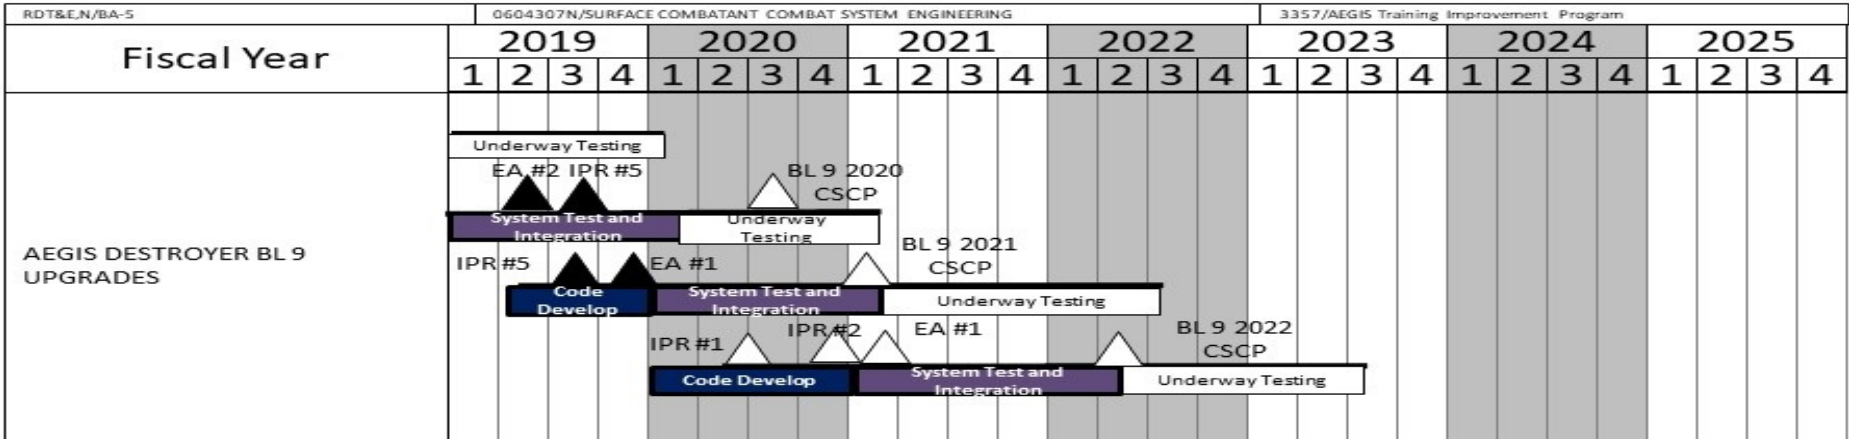 RDT&E,N/BA-5 0604307N/SURFACE COMBATANT COMBAT SYSTEM ENGINEERING 3357/AEGIS Training Improvement Program
Fiscal Year
2019 2020 2021 2022 2023 2024 2025
1 2 3 4 1 2 3 4 1 2 3 4 1 2 3 4 1 2 3 4 1 2 3 4 1 2 3 4
AEGIS DESTROYER BL 9
UPGRADES
Underway Testing
EA #2 IPR #5
BL 9 2020
CSCP
System Test and
Integration
Underway
Testing
IPR #5
EA #1
BL 9 2021
CSCP
Code
Develop
System Test and
Integration
Underway Testing
IPR #1
IPR #2
EA #1
BL 9 2022
CSCP
Code Develop
System Test and
Integration
Underway Testing